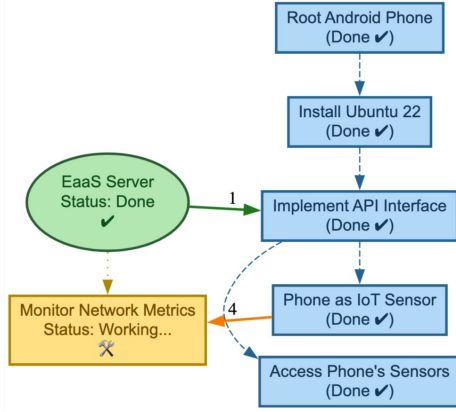 Root Android Phone
(Done ✔)
Install Ubuntu 22
(Done ✔)
EaaS Server
Status: Done
✔
1
Implement API Interface
(Done ✔)
Monitor Network Metrics
Status: Working...
🛠
4
Phone as IoT Sensor
(Done ✔)
Access Phone's Sensors
(Done ✔)